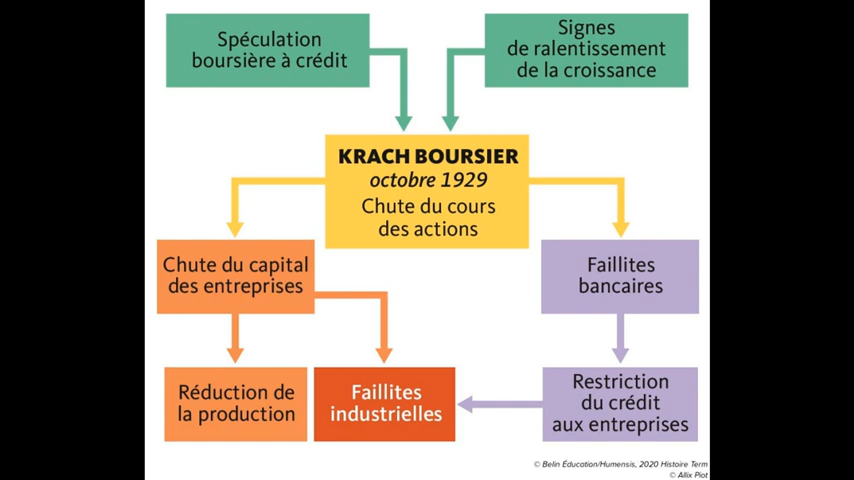 Spéculation
boursière à crédit
Signes
de ralentissement
de la croissance
KRACH BOURSIER
octobre 1929
Chute du cours
des actions
Chute du capital
des entreprises
Faillites
bancaires
Réduction de
la production
Faillites
industrielles
Restriction
du crédit
aux entreprises
© Belin Éducation/Humensis, 2020 Histoire Term
© Allix Piot